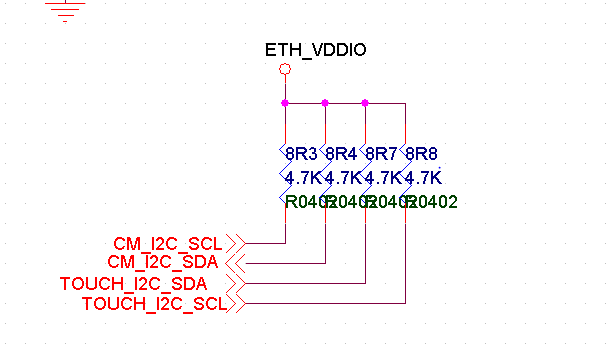 ETH_VDDIO
8R3 8R4 8R7 8R8
4.7K 4.7K 4.7K 4.7K
R0402 R0402 R0402 R0402
CM_I2C_SCL
CM_I2C_SDA
TOUCH_I2C_SDA
TOUCH_I2C_SCL